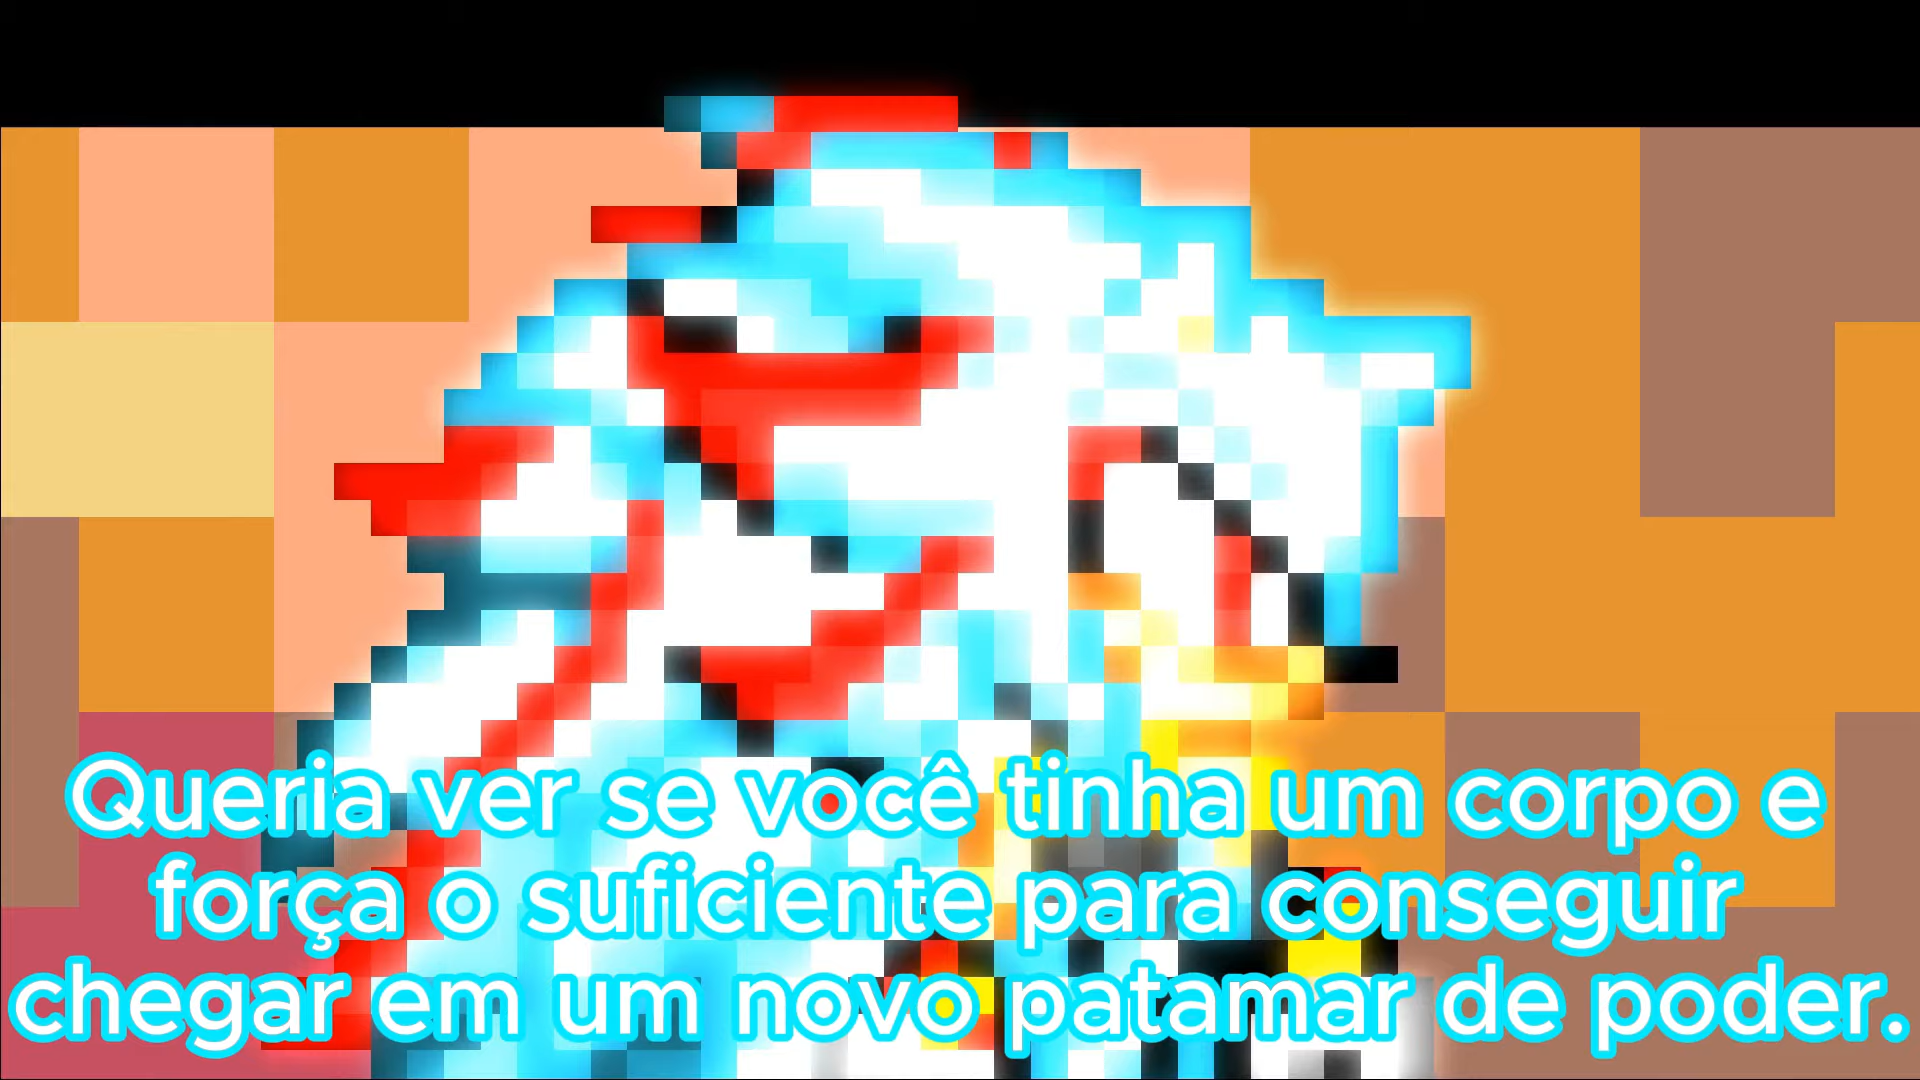 Queria ver se você tinha um corpo e
força o suficiente para conseguir
chegar em um novo patamar de poder.